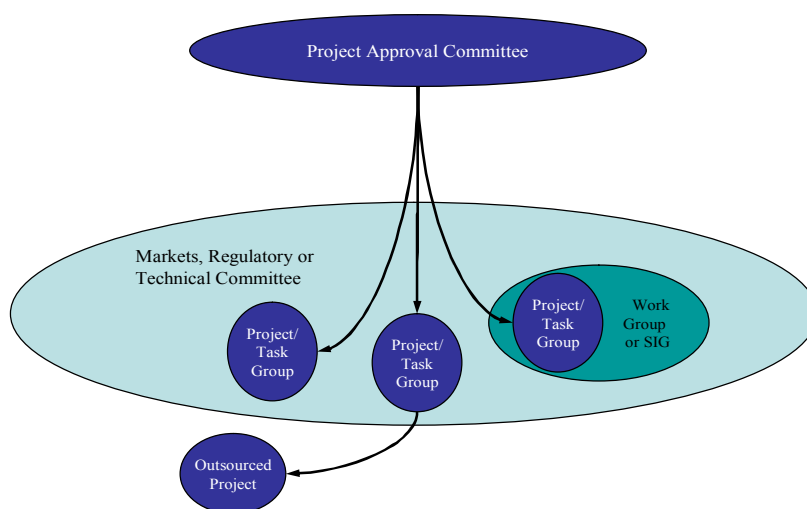 Project Approval Committee
Markets, Regulatory or
Technical Committee
Project/
Task
Group
Project/
Task
Group
Project/
Task
Group
Work
Group
or SIG
Outsourced
Project